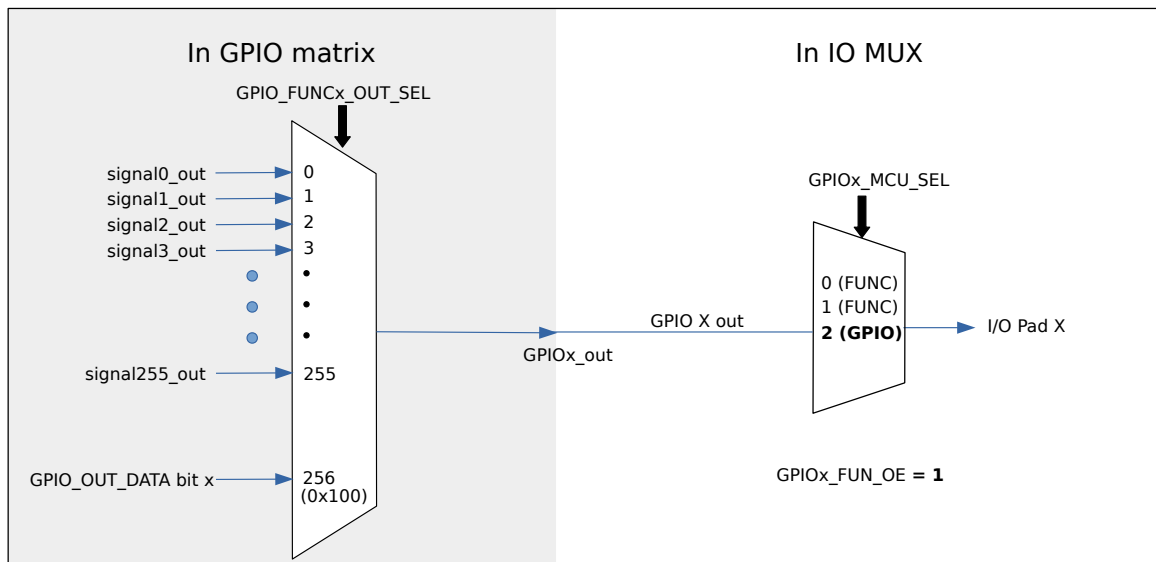 In GPIO matrix
In IO MUX
GPIO_FUNCx_OUT_SEL
signal0_out
0
signal1_out
1
signal2_out
2
signal3_out
3
signal255_out
255
GPIO_OUT_DATA bit x
256
(0x100)
GPIOx_out
GPIO X out
GPIOx_MCU_SEL
0 (FUNC)
1 (FUNC)
2 (GPIO)
I/O Pad X
GPIOx_FUN_OE = 1